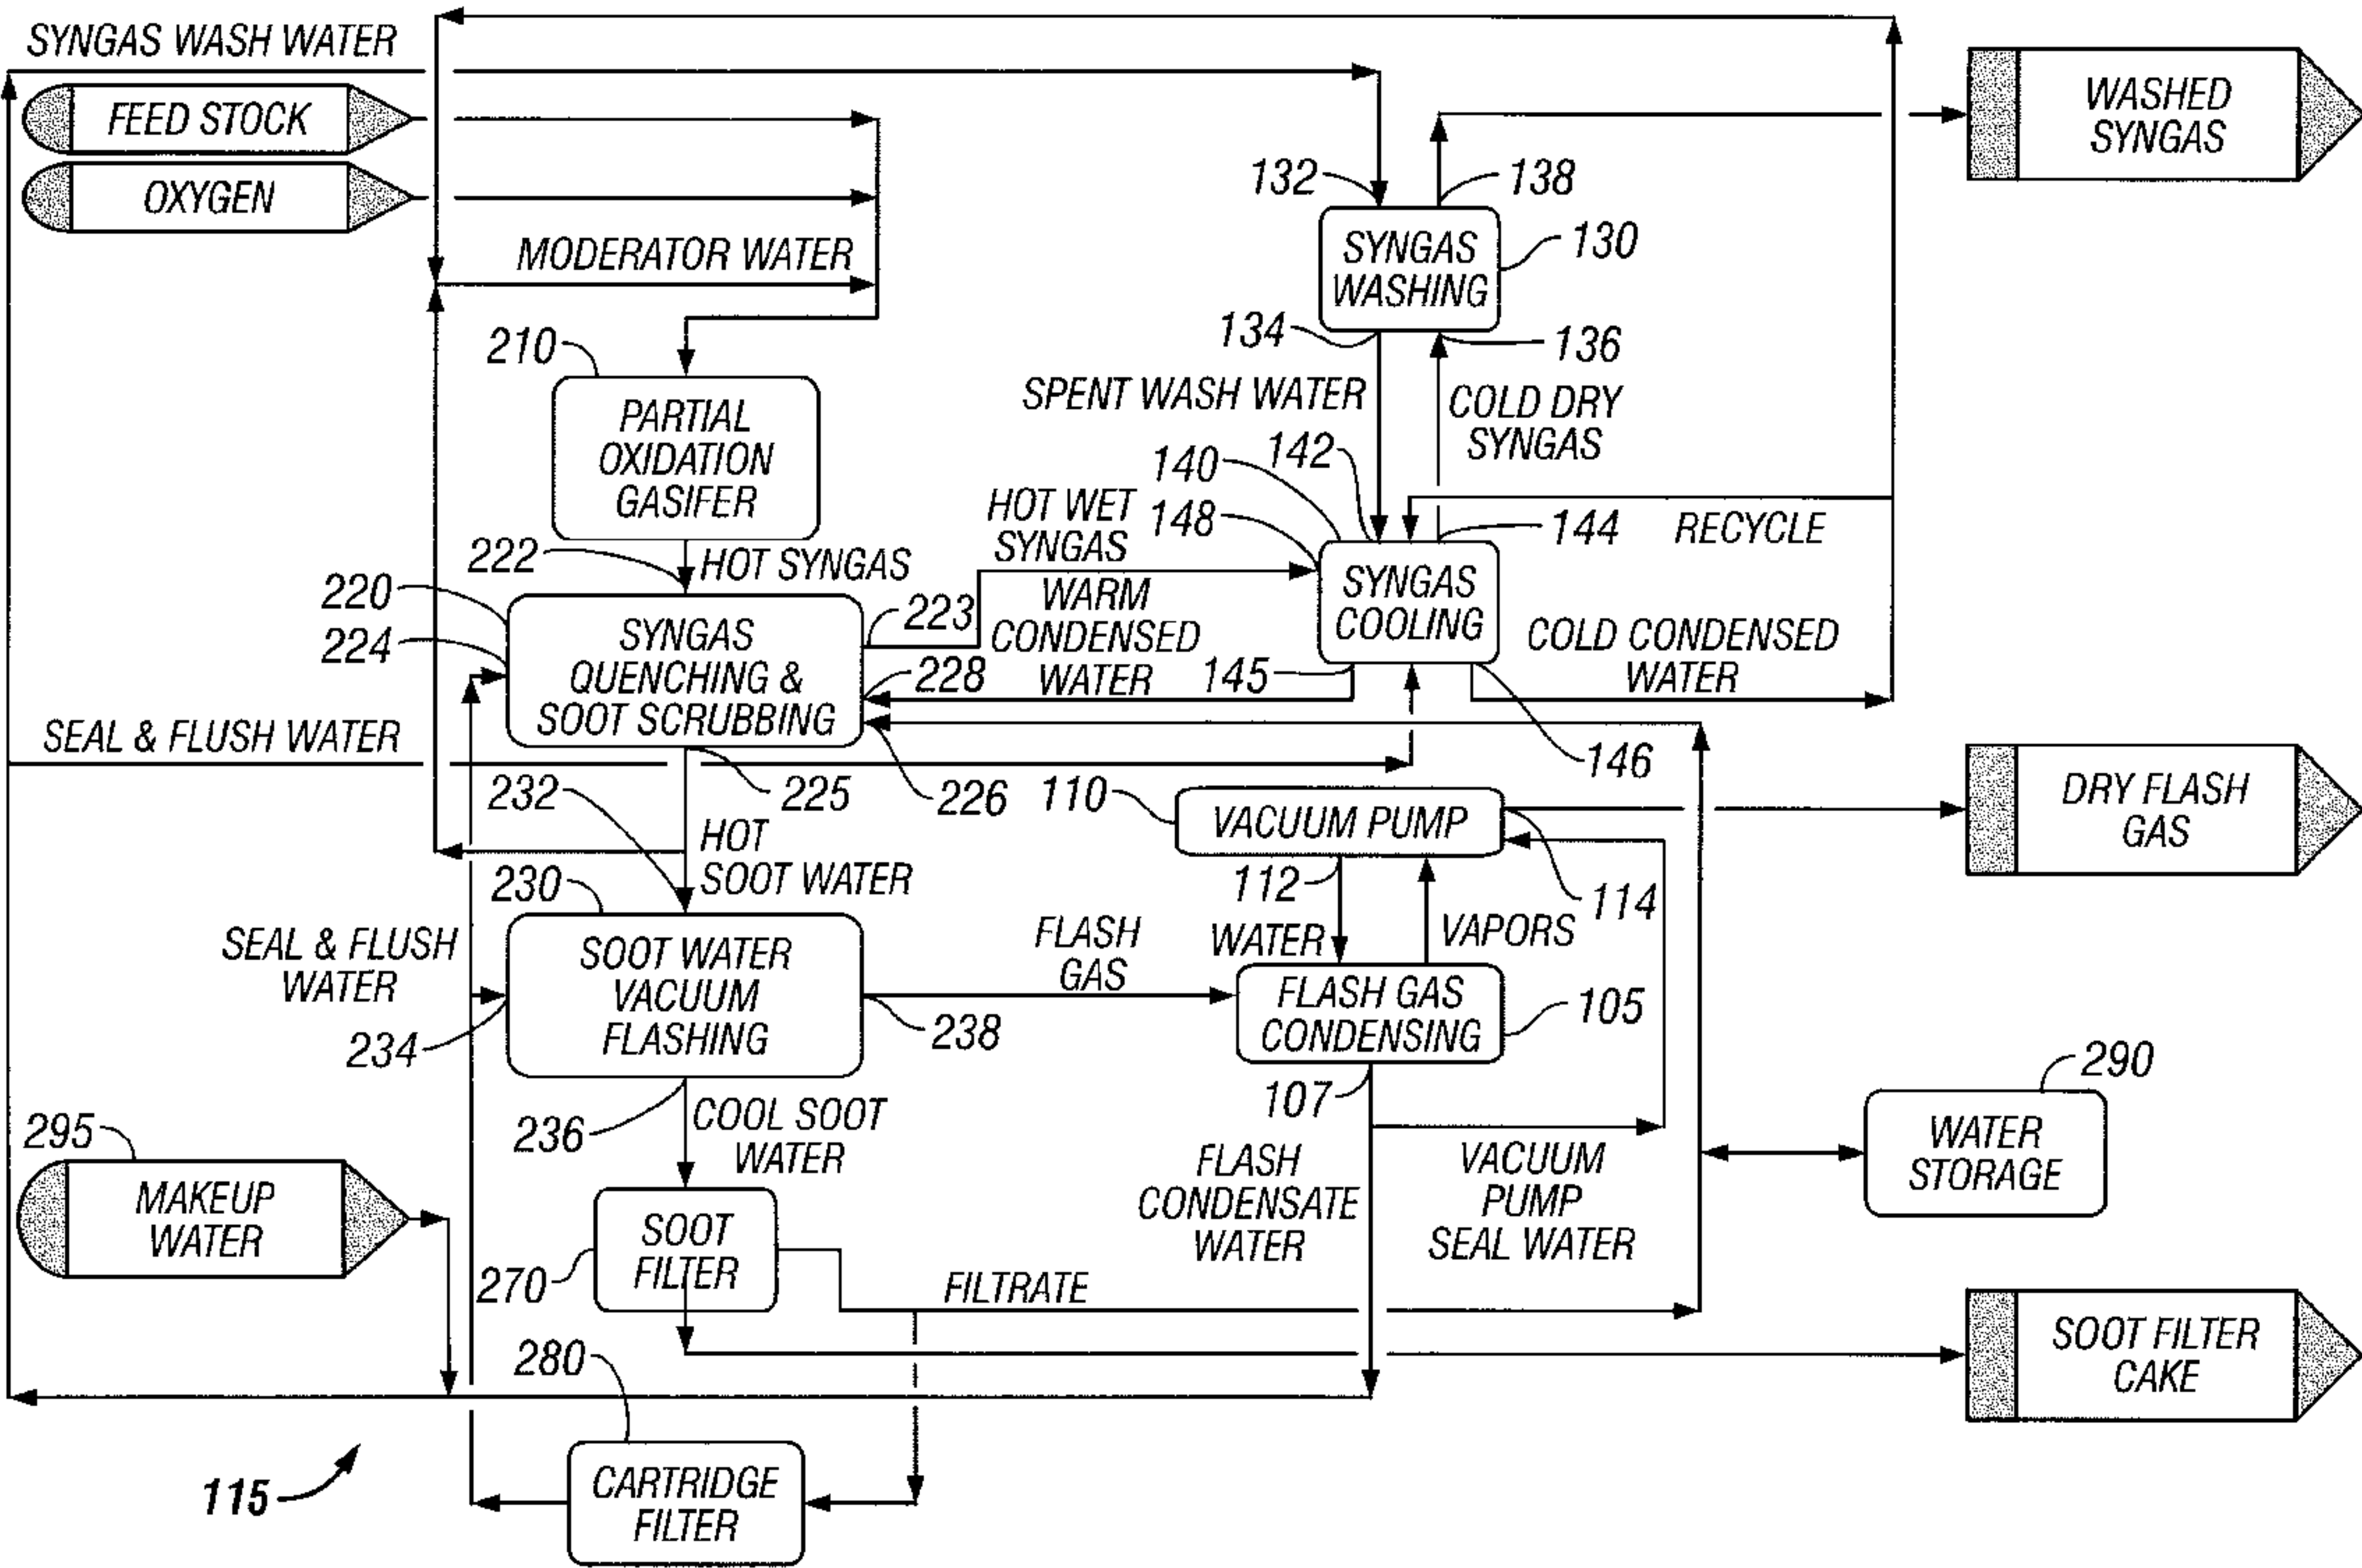 SYNGAS WASH WATER
FEED STOCK
OXYGEN
MODERATOR WATER
WASHED
SYNGAS
132
138
SYNGAS
WASHING
130
134
136
210
PARTIAL
OXIDATION
GASIFER
SPENT WASH WATER
COLD DRY
SYNGAS
140
142
148
144
RECYCLE
HOT WET
SYNGAS
222
HOT SYNGAS
220
224
SYNGAS
QUENCHING &
SOOT SCRUBBING
223
WARM
CONDENSED
WATER
228
145
SYNGAS
COOLING
COLD CONDENSED
WATER
146
SEAL & FLUSH WATER
232
225
226
110
VACUUM PUMP
DRY FLASH
GAS
HOT
SOOT WATER
230
112
114
WATER
VAPORS
SEAL & FLUSH
WATER
SOOT WATER
VACUUM
FLASHING
FLASH
GAS
FLASH GAS
CONDENSING
105
234
238
236
107
290
WATER
STORAGE
295
MAKEUP
WATER
COOL SOOT
WATER
FLASH
CONDENSATE
WATER
VACUUM
PUMP
SEAL WATER
SOOT
FILTER
270
FILTRATE
SOOT FILTER
CAKE
280
CARTRIDGE
FILTER
115